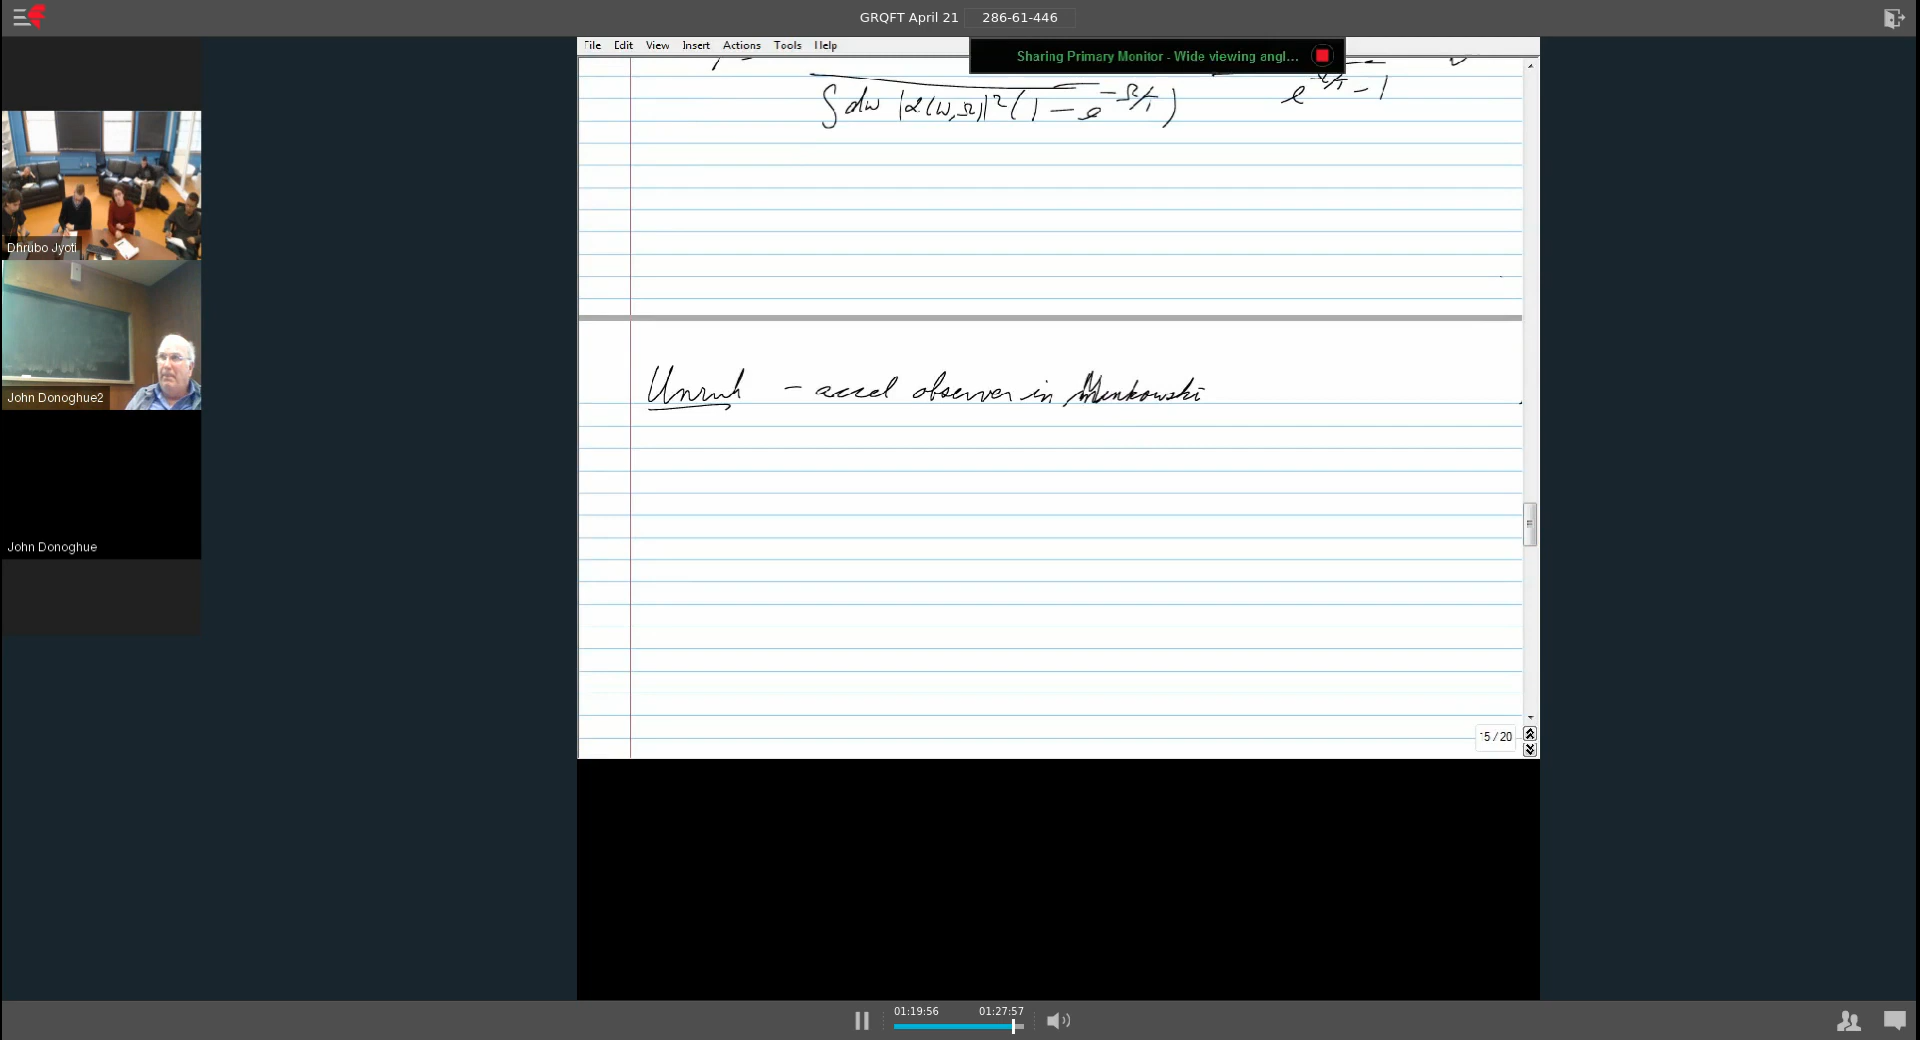 GRQFT April 21 286-61-446
File Edit View Insert Actions Tools Help
Sharing Primary Monitor - Wide viewing angl...
∫ dω |α(ω,Ω)|² (1 - e^{-Ω/T})
e^{Ω/T} - 1
Dhrubo Jyoti
John Donoghue2
Unruh - accel observer in Minkowski
John Donoghue
15 / 20
01:19:56 01:27:57